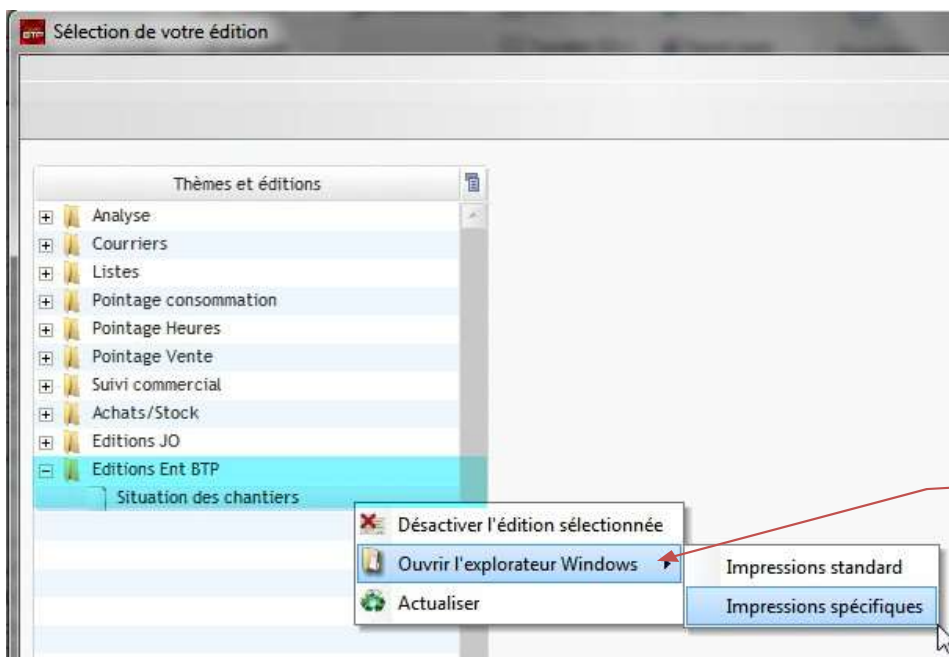 BTP Sélection de votre édition
Thèmes et éditions
Analyse
Courriers
Listes
Pointage consommation
Pointage Heures
Pointage Vente
Suivi commercial
Achats/Stock
Editions JO
Editions Ent BTP
Situation des chantiers
Désactiver l'édition sélectionnée
Ouvrir l'explorateur Windows
Actualiser
Impressions standard
Impressions spécifiques